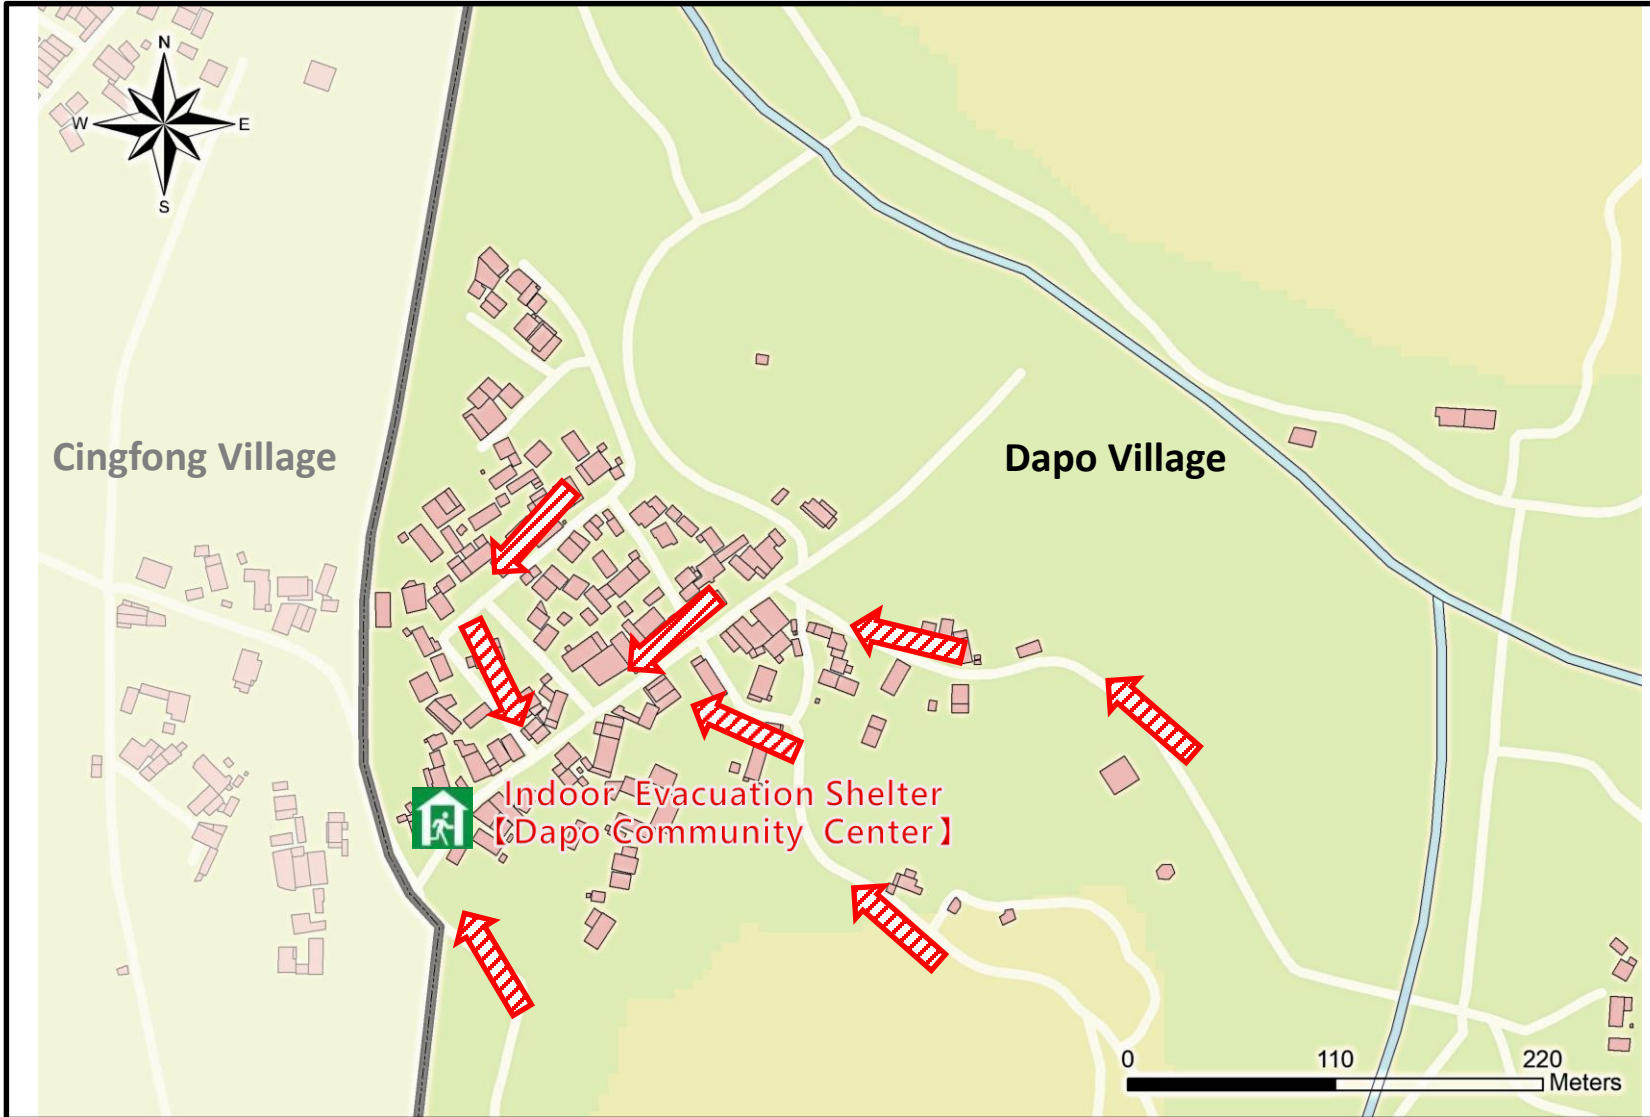 N
W E
S
Cingfong Village
Dapo Village
Indoor Evacuation Shelter
【Dapo Community Center】
0 110 220
Meters